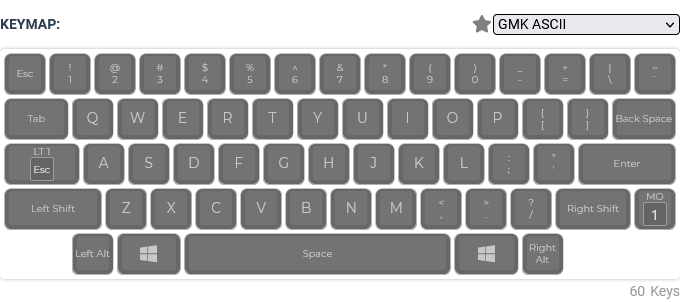 KEYMAP: GMK ASCII
Esc ! 1 @ 2 # 3 $ 4 % 5 ^ 6 & 7 * 8 ( 9 ) 0 _ - + = | \ ~ `
Tab Q W E R T Y U I O P { [ } ] Back Space
LT 1 Esc A S D F G H J K L : ; " ' Enter
Left Shift Z X C V B N M < , > . ? / Right Shift MO 1
Left Alt Space Right Alt
60 Keys